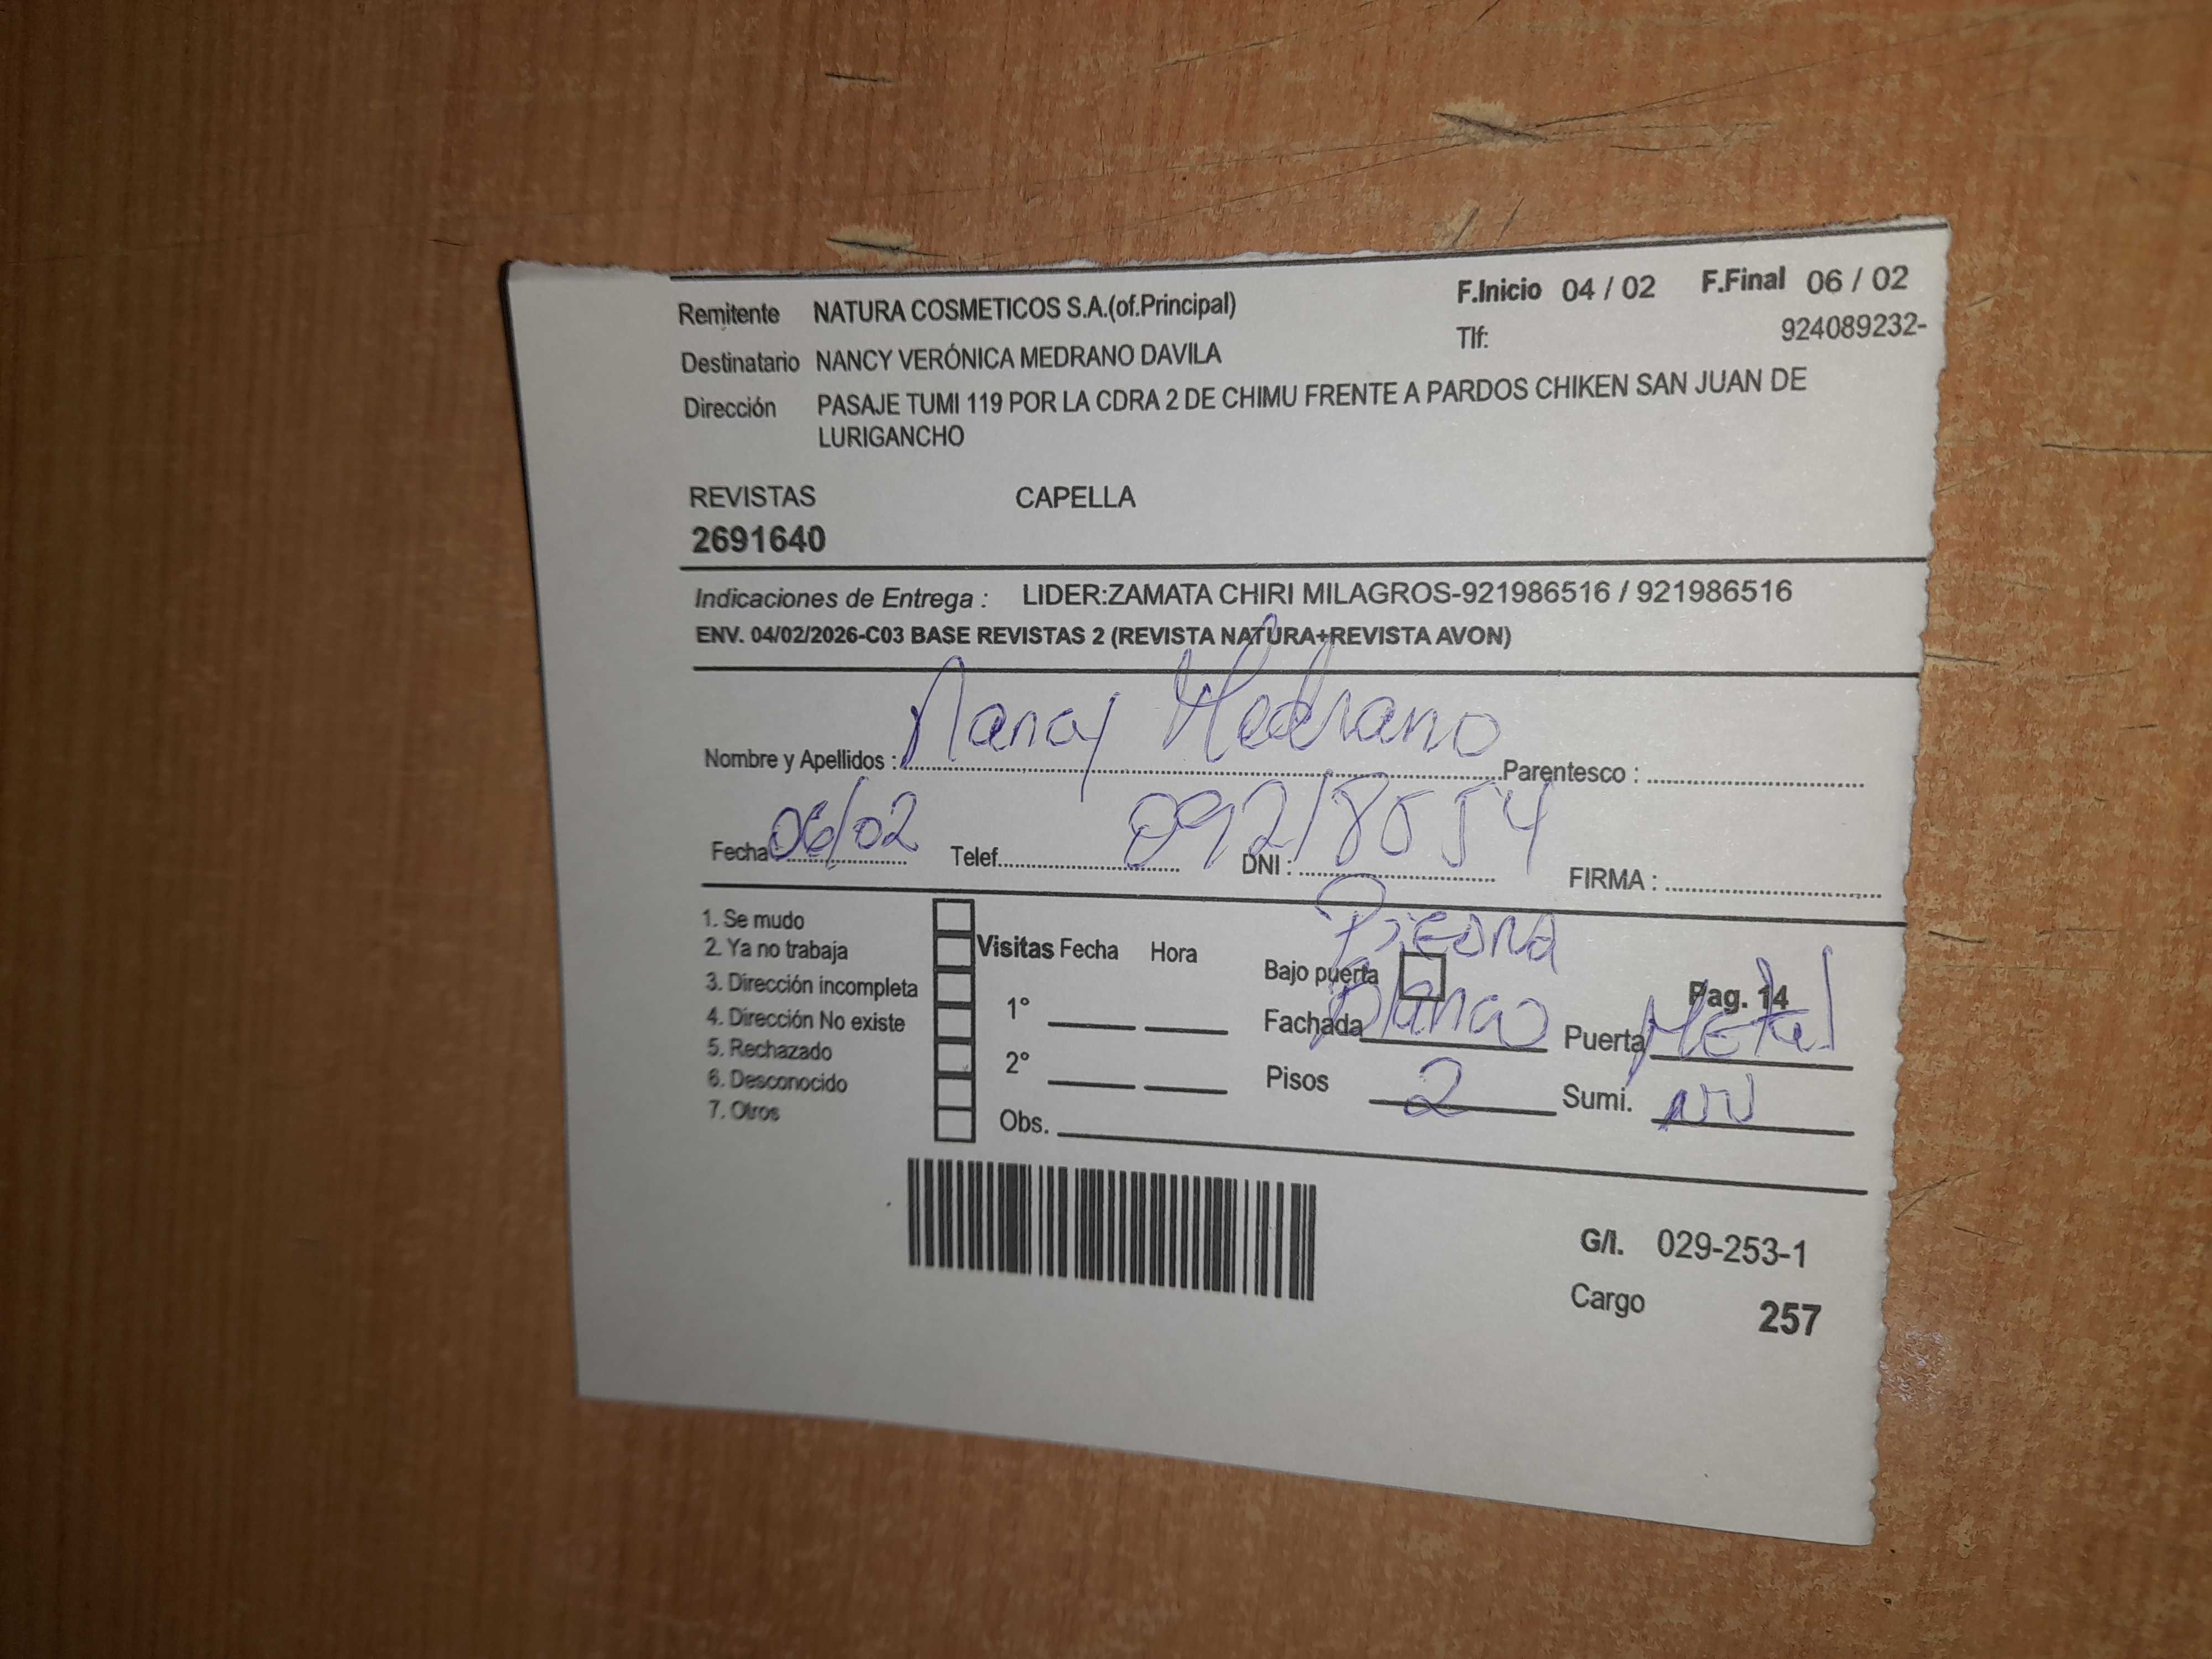 Remitente NATURA COSMETICOS S.A.(of.Principal) F.Inicio 04 / 02 F.Final 06 / 02
Destinatario NANCY VERÓNICA MEDRANO DAVILA Tlf: 924089232-
Dirección PASAJE TUMI 119 POR LA CDRA 2 DE CHIMU FRENTE A PARDOS CHIKEN SAN JUAN DE
LURIGANCHO
REVISTAS CAPELLA
2691640
Indicaciones de Entrega : LIDER:ZAMATA CHIRI MILAGROS-921986516 / 921986516
ENV. 04/02/2026-C03 BASE REVISTAS 2 (REVISTA NATURA+REVISTA AVON)
Nombre y Apellidos : Nancy Medrano Parentesco :
Fecha 06/02 Telef. DNI : 09218554 FIRMA :
1. Se mudo
2. Ya no trabaja Visitas Fecha Hora Piedra
3. Dirección incompleta Bajo puerta Pag. 14
4. Dirección No existe 1° Fachada blanco Puerta Metal
5. Rechazado
6. Desconocido 2° Pisos 2 Sumi.
7. Otros Obs.
G/I. 029-253-1
Cargo 257